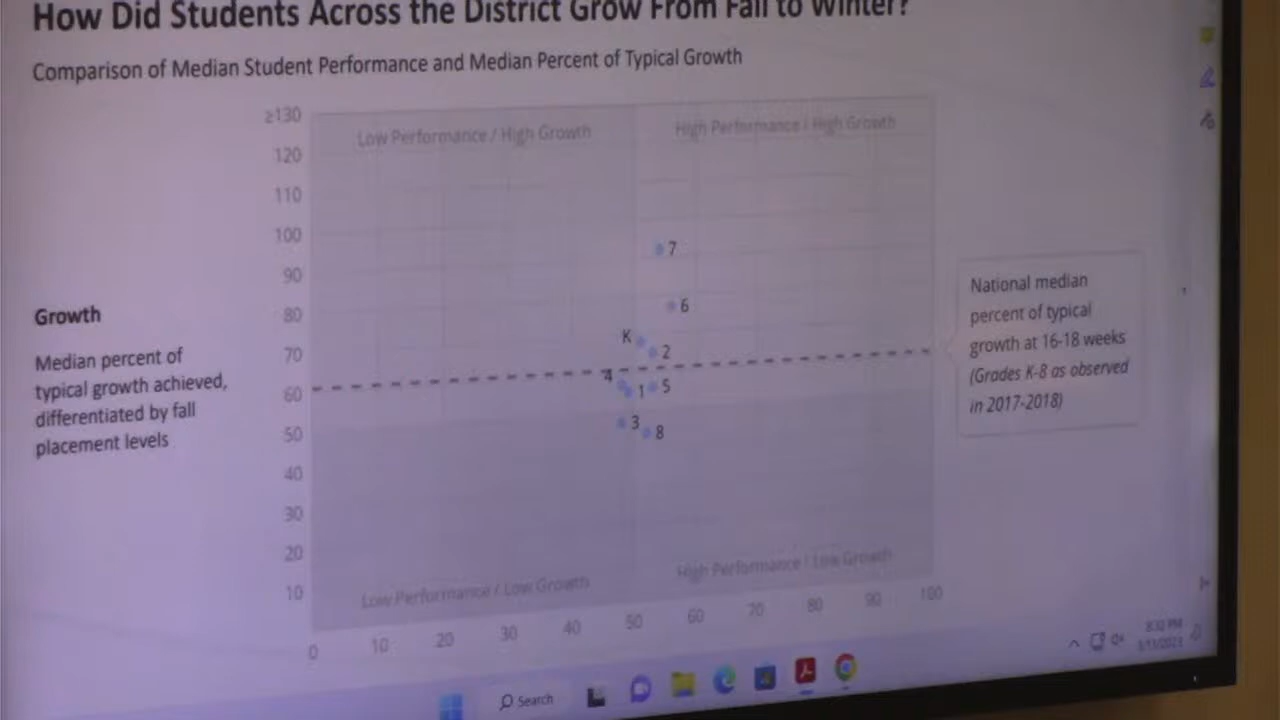 How Did Students Across the District Grow From Fall to Winter?
Comparison of Median Student Performance and Median Percent of Typical Growth
≥130
120
110
100
90
80
70
60
50
40
30
20
10
Low Performance / High Growth
High Performance / High Growth
7
6
K
2
4
1
5
3
8
Low Performance / Low Growth
High Performance / Low Growth
0
10
20
30
40
50
60
70
80
90
100
Growth
Median percent of
typical growth achieved,
differentiated by fall
placement levels
National median
percent of typical
growth at 16-18 weeks
(Grades K-8 as observed
in 2017-2018)
Search